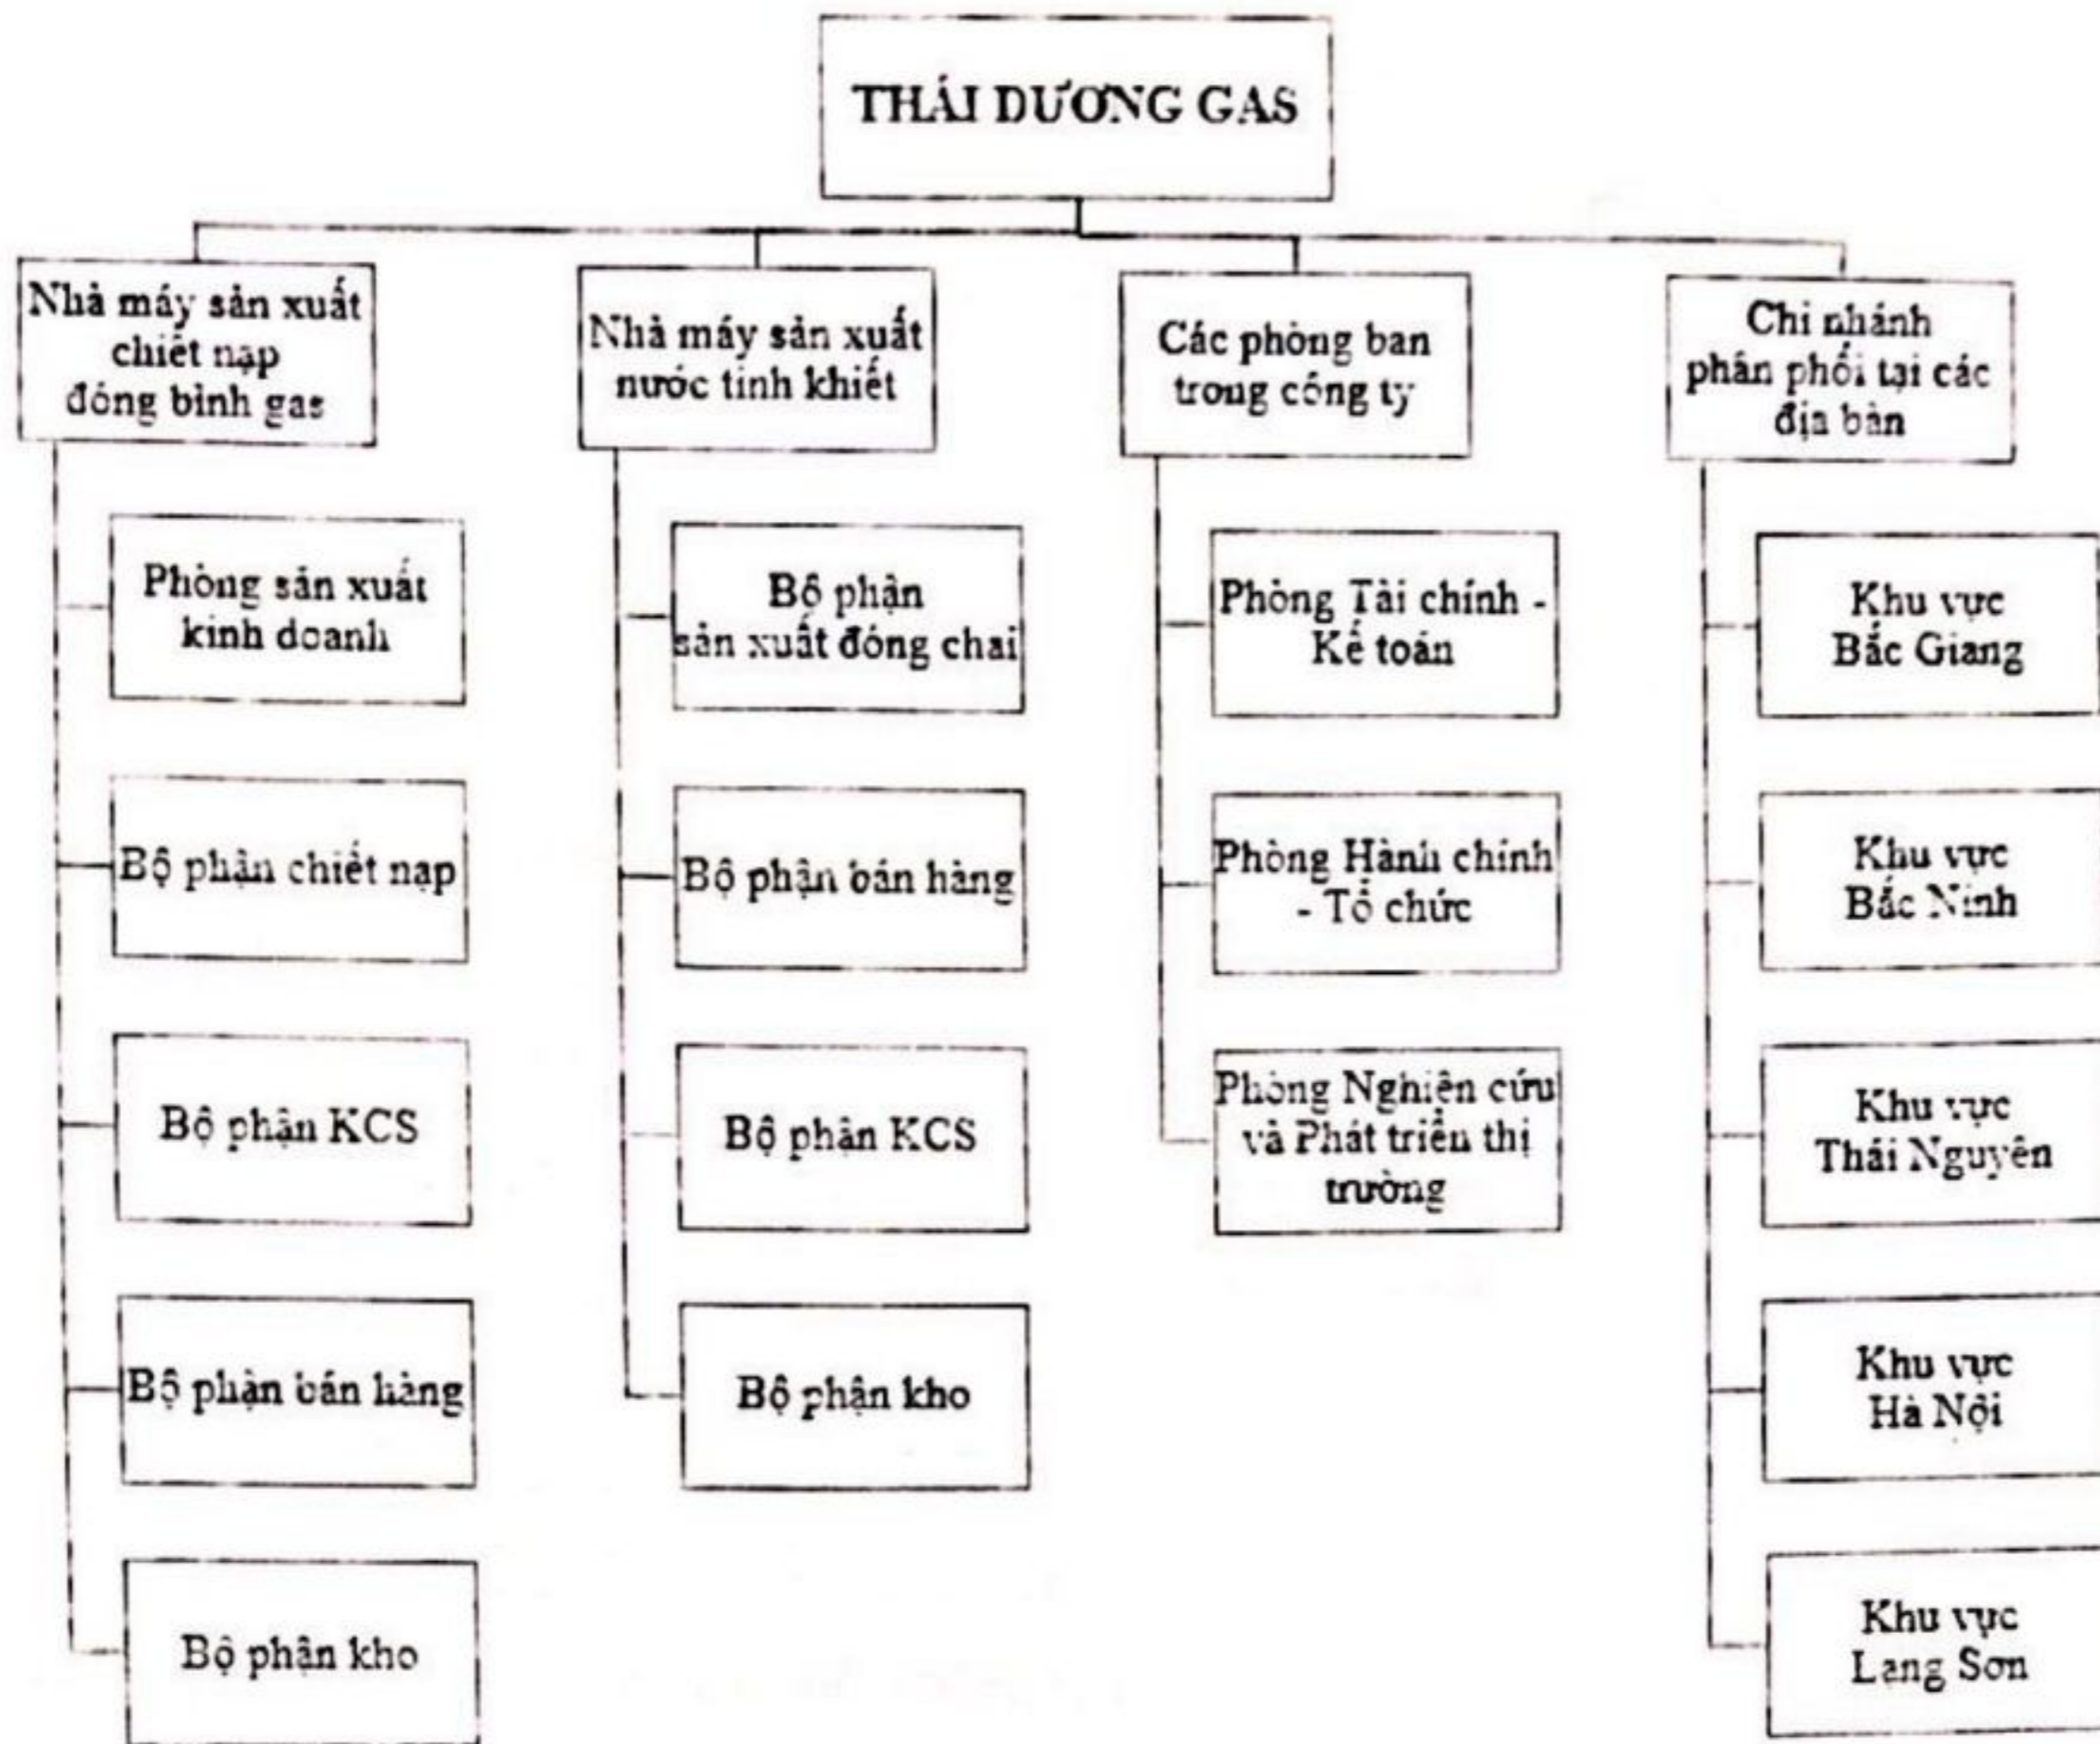 THÁI DƯƠNG GAS
Nhà máy sản xuất
chiết nạp
đóng bình gas
Phòng sản xuất
kinh doanh
Bộ phận chiết nạp
Bộ phận KCS
Bộ phận bán hàng
Bộ phận kho
Nhà máy sản xuất
nước tinh khiết
Bộ phận
sản xuất đóng chai
Bộ phận bán hàng
Bộ phận KCS
Bộ phận kho
Các phòng ban
trong công ty
Phòng Tài chính -
Kế toán
Phòng Hành chính
- Tổ chức
Phòng Nghiên cứu
và Phát triển thị
trường
Chi nhánh
phân phối tại các
địa bàn
Khu vực
Bắc Giang
Khu vực
Bắc Ninh
Khu vực
Thái Nguyên
Khu vực
Hà Nội
Khu vực
Lạng Sơn